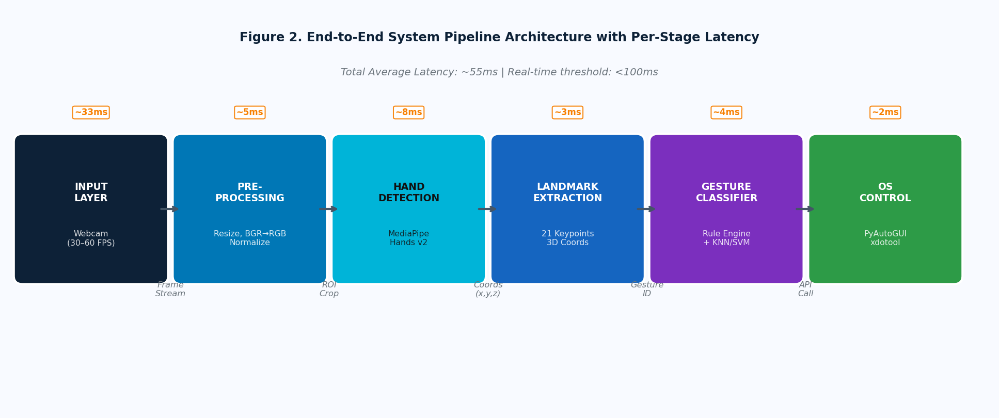 Figure 2. End-to-End System Pipeline Architecture with Per-Stage Latency
Total Average Latency: ~55ms | Real-time threshold: <100ms
~33ms
INPUT
LAYER
Webcam
(30–60 FPS)
Frame
Stream
~5ms
PRE-
PROCESSING
Resize, BGR→RGB
Normalize
ROI
Crop
~8ms
HAND
DETECTION
MediaPipe
Hands v2
Coords
(x,y,z)
~3ms
LANDMARK
EXTRACTION
21 Keypoints
3D Coords
Gesture
ID
~4ms
GESTURE
CLASSIFIER
Rule Engine
+ KNN/SVM
API
Call
~2ms
OS
CONTROL
PyAutoGUI
xdotool